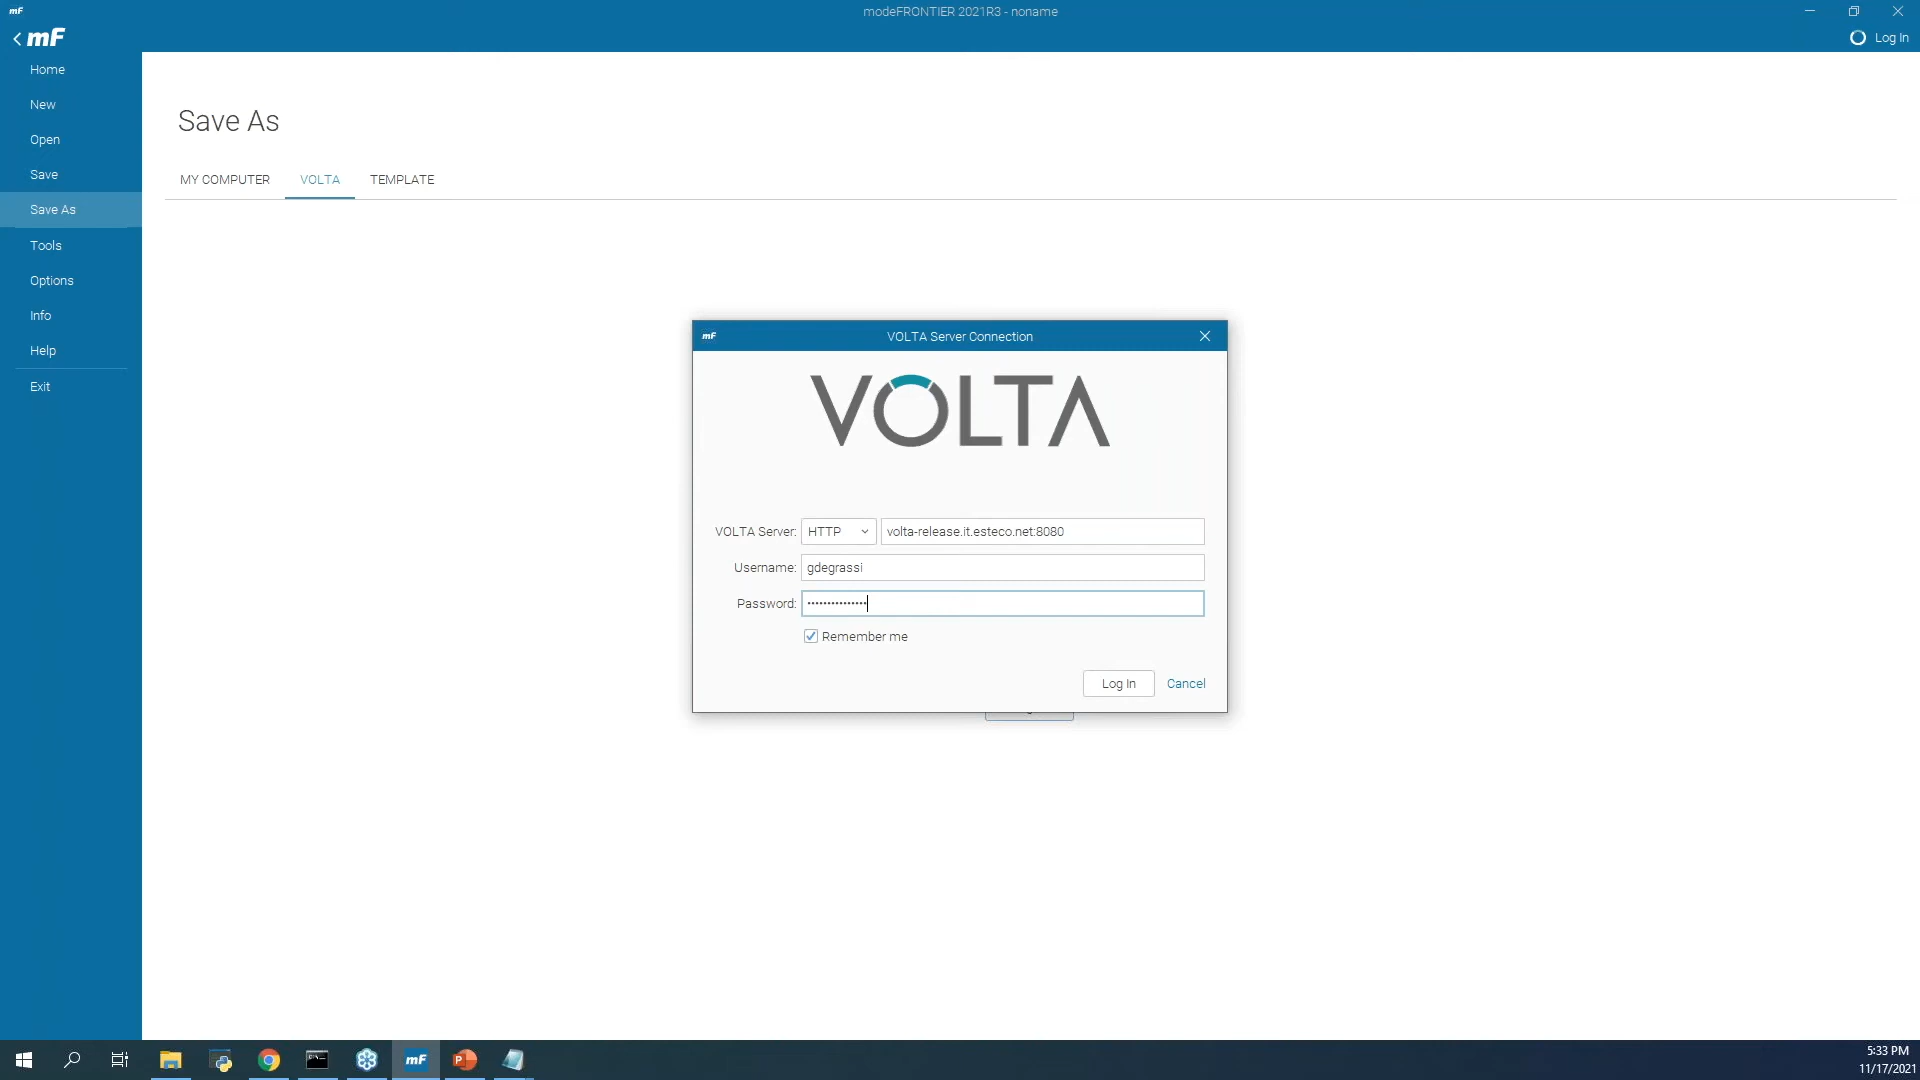 mF
modeFRONTIER 2021R3 - noname
mF
Log In
Home
New
Open
Save
Save As
Tools
Options
Info
Help
Exit
Save As
MY COMPUTER
VOLTA
TEMPLATE
mF
VOLTA Server Connection
VOLTA
VOLTA Server:
HTTP
volta-release.it.esteco.net:8080
Username:
gdegrassi
Password:
Remember me
Log In
Cancel
mF
P
5:33 PM
11/17/2021